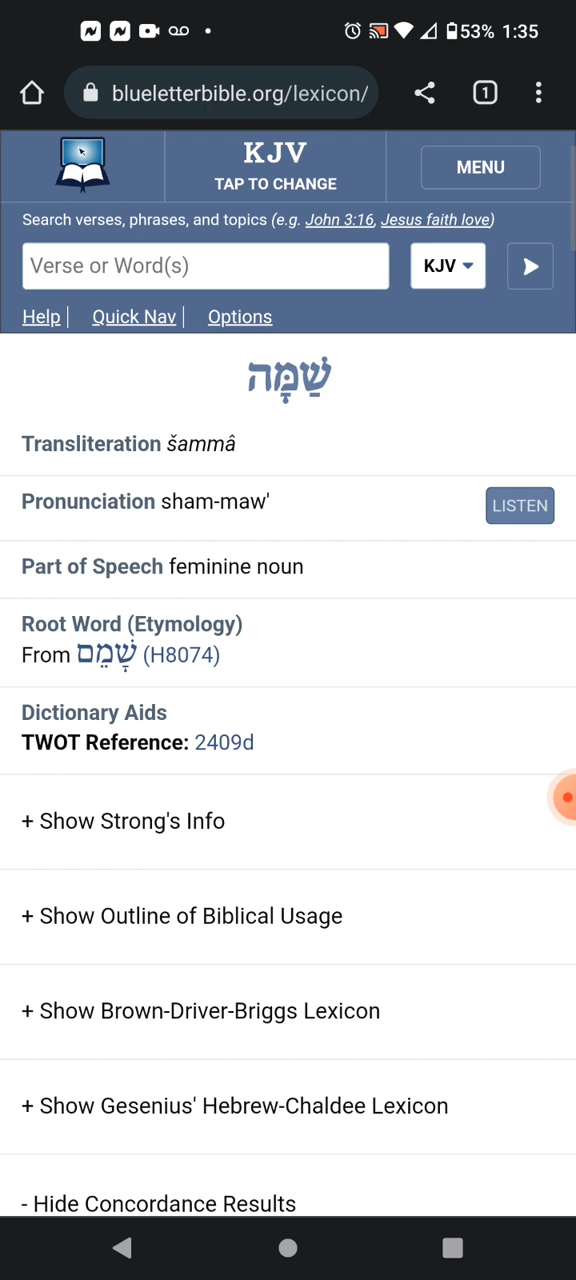 53% 1:35
blueletterbible.org/lexicon/ 1
KJV
TAP TO CHANGE
MENU
Search verses, phrases, and topics (e.g. John 3:16, Jesus faith love)
Verse or Word(s) KJV
Help | Quick Nav | Options
שַׁמָּה
Transliteration šammâ
Pronunciation sham-maw' LISTEN
Part of Speech feminine noun
Root Word (Etymology)
From שָׁמֵם (H8074)
Dictionary Aids
TWOT Reference: 2409d
+ Show Strong's Info
+ Show Outline of Biblical Usage
+ Show Brown-Driver-Briggs Lexicon
+ Show Gesenius' Hebrew-Chaldee Lexicon
- Hide Concordance Results